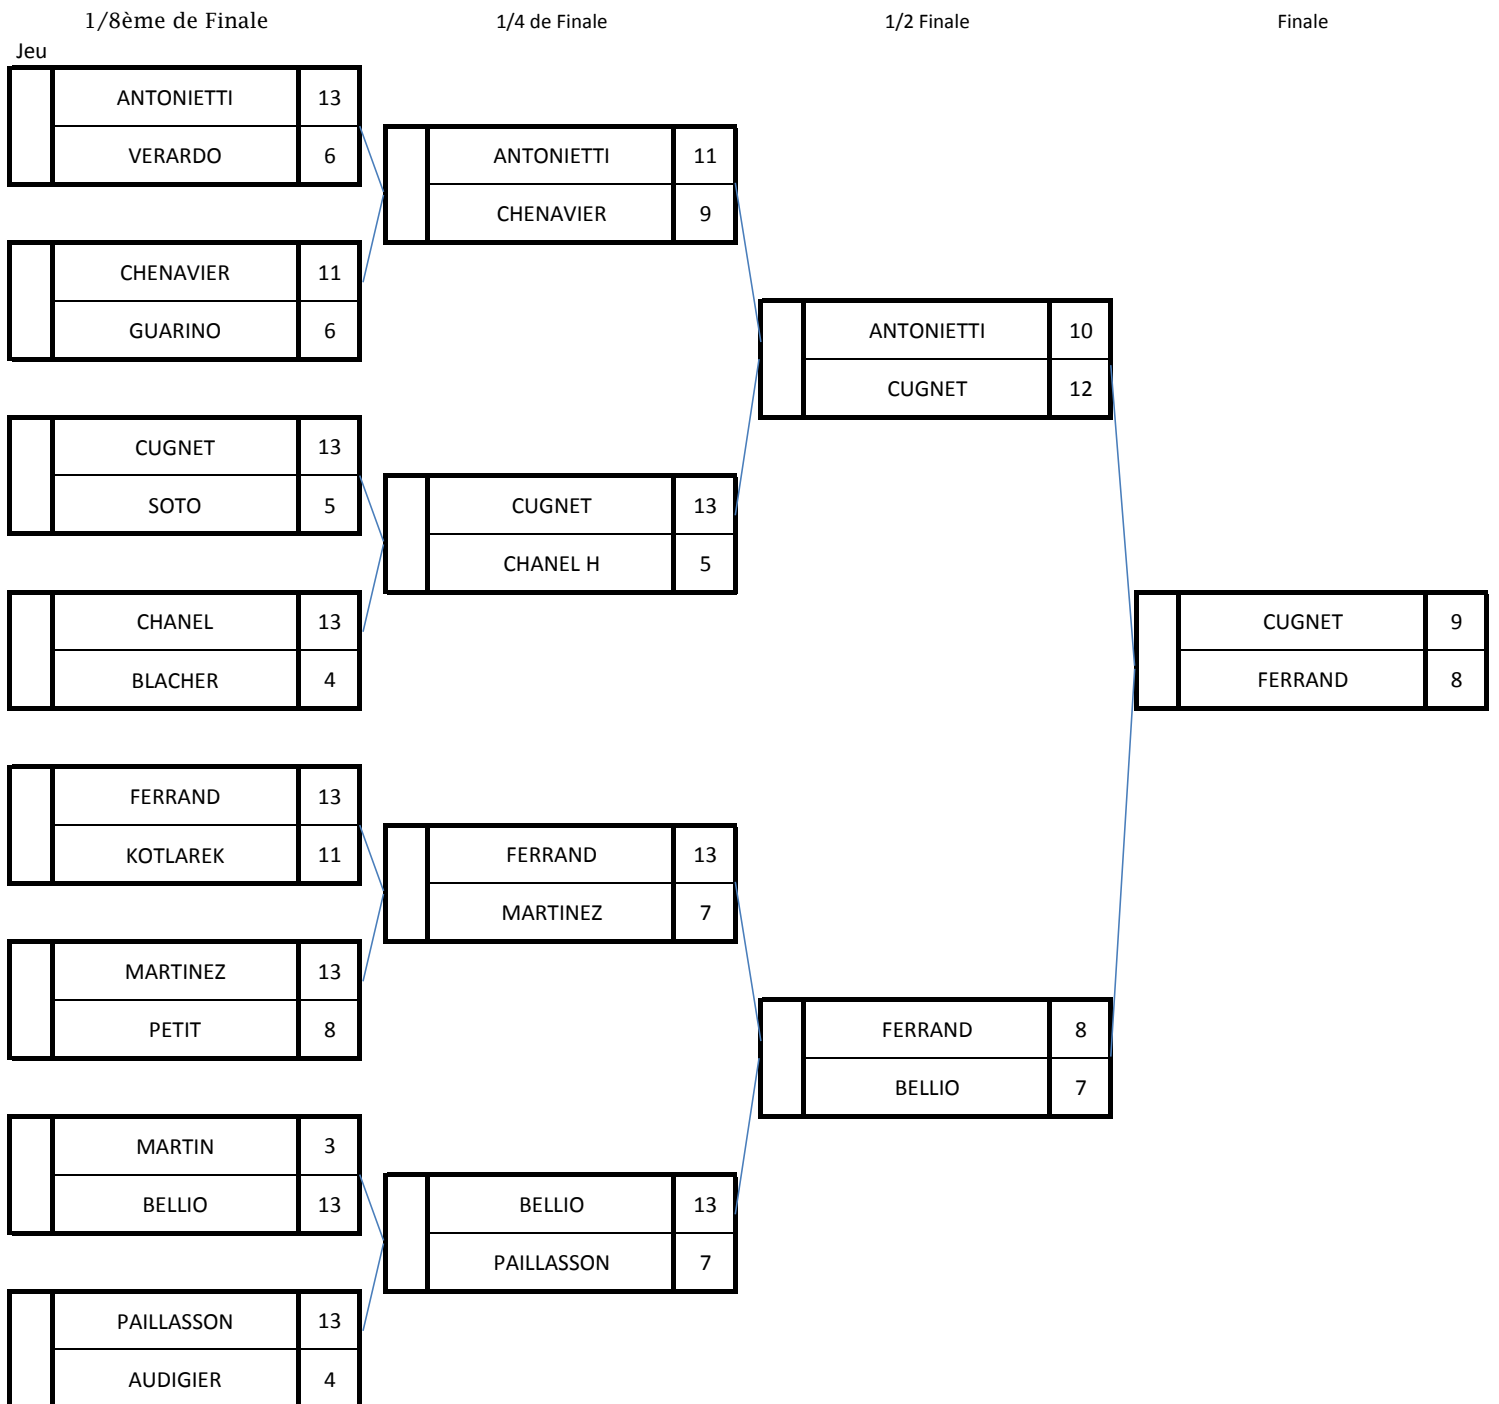 1/8ème de Finale
1/4 de Finale
1/2 Finale
Finale
Jeu
ANTONIETTI 13
VERARDO 6
CHENAVIER 11
GUARINO 6
CUGNET 13
SOTO 5
CHANEL 13
BLACHER 4
FERRAND 13
KOTLAREK 11
MARTINEZ 13
PETIT 8
MARTIN 3
BELLIO 13
PAILLASSON 13
AUDIGIER 4
ANTONIETTI 11
CHENAVIER 9
CUGNET 13
CHANEL H 5
FERRAND 13
MARTINEZ 7
BELLIO 13
PAILLASSON 7
ANTONIETTI 10
CUGNET 12
FERRAND 8
BELLIO 7
CUGNET 9
FERRAND 8